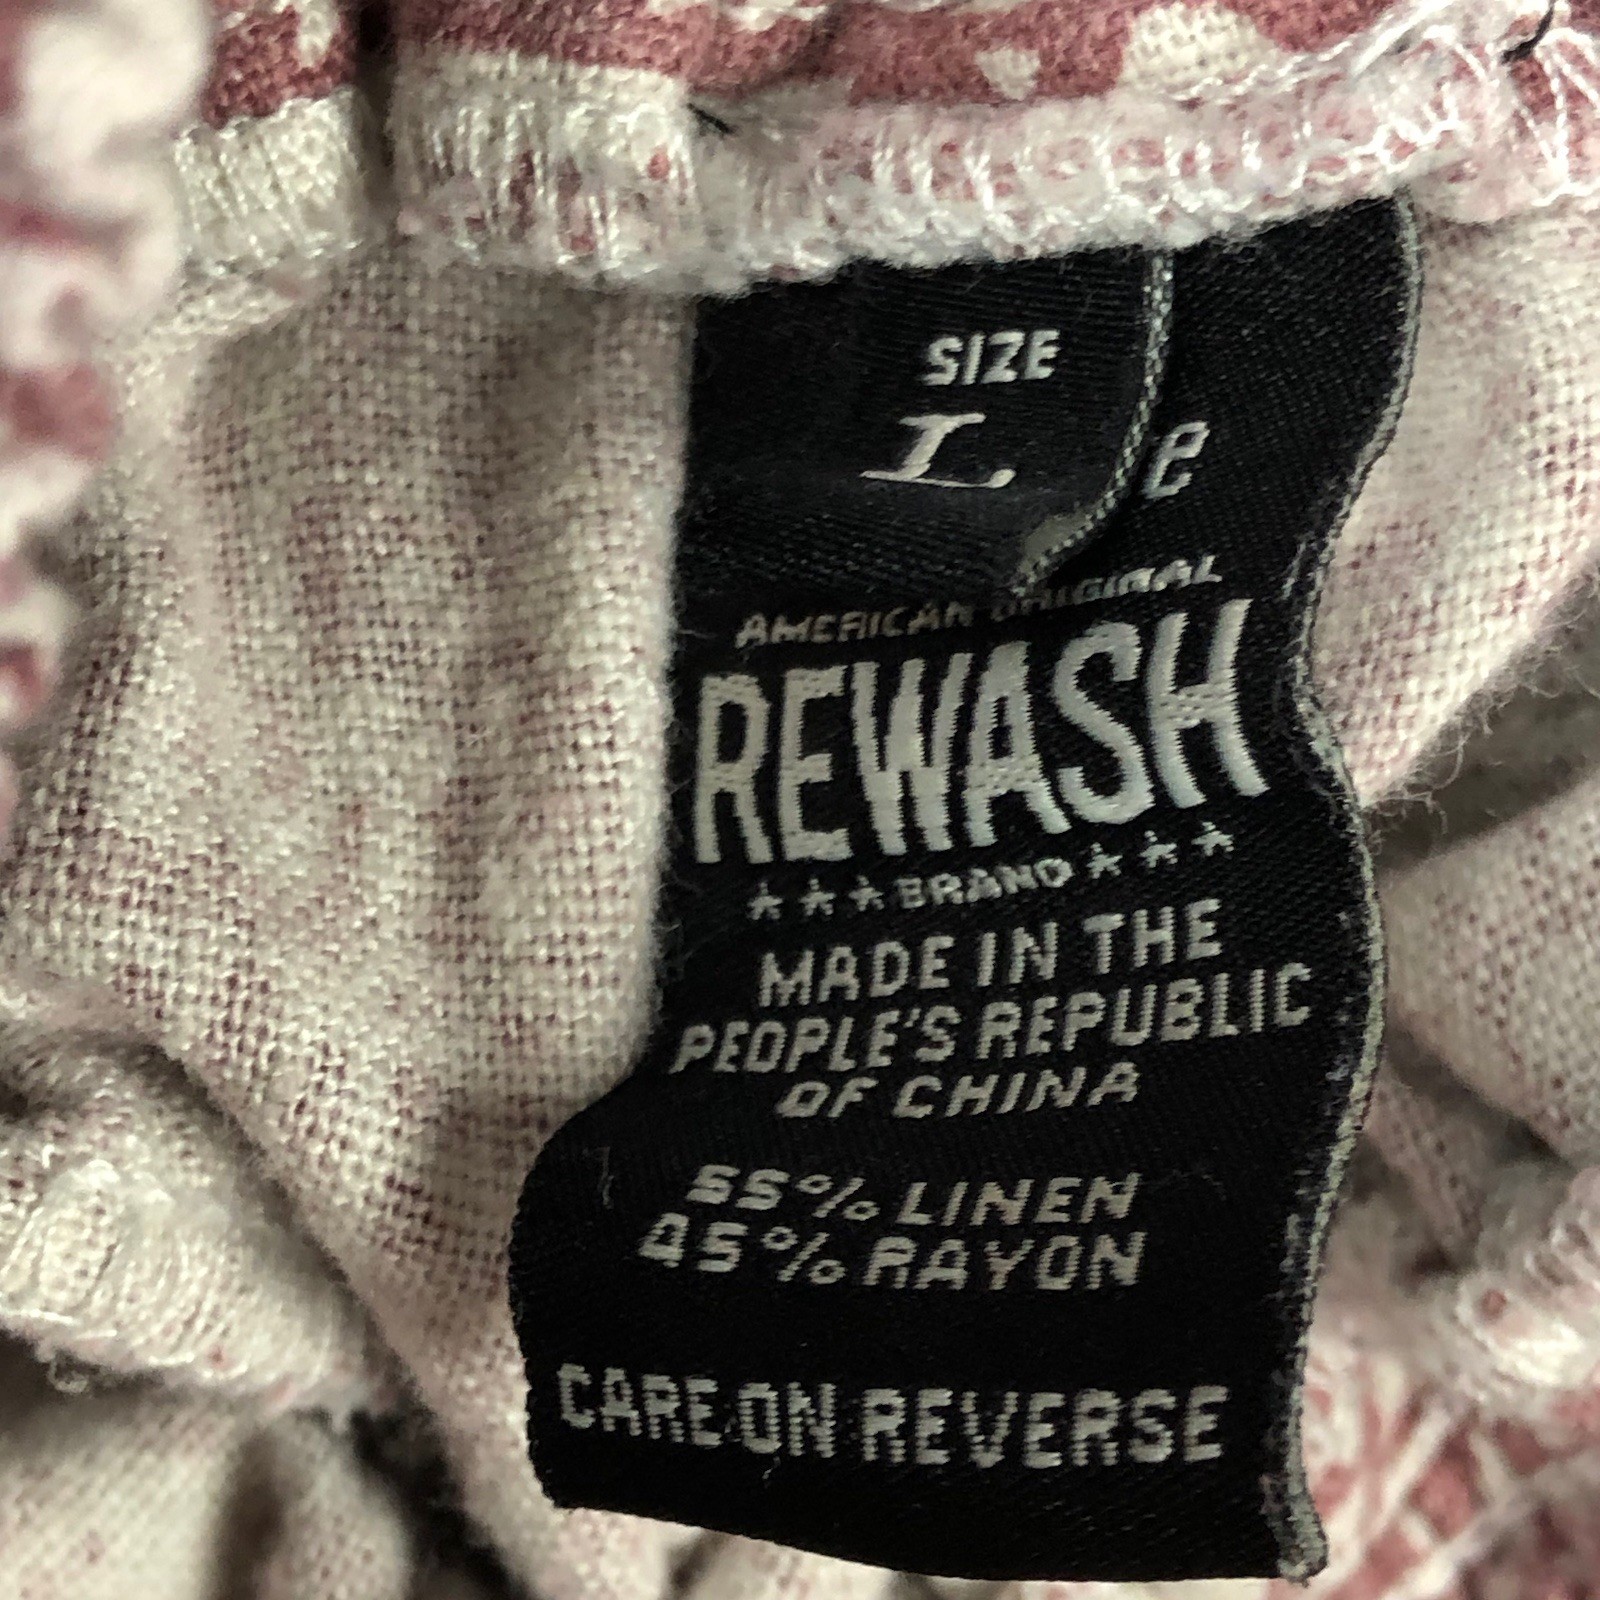 SIZE
L
e
AMERICAN ORIGINAL
REWASH
★ ★ ★ BRAND ★ ★ ★
MADE IN THE
PEOPLE'S REPUBLIC
OF CHINA
55% LINEN
45% RAYON
CARE ON REVERSE